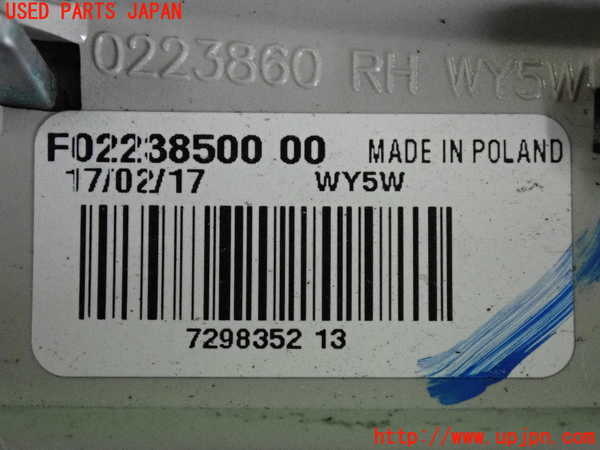 USED PARTS JAPAN
0223860 RH WY5W
F02238500 00 MADE IN POLAND
17/02/17 WY5W
7298352 13
http://www.upjpn.com/